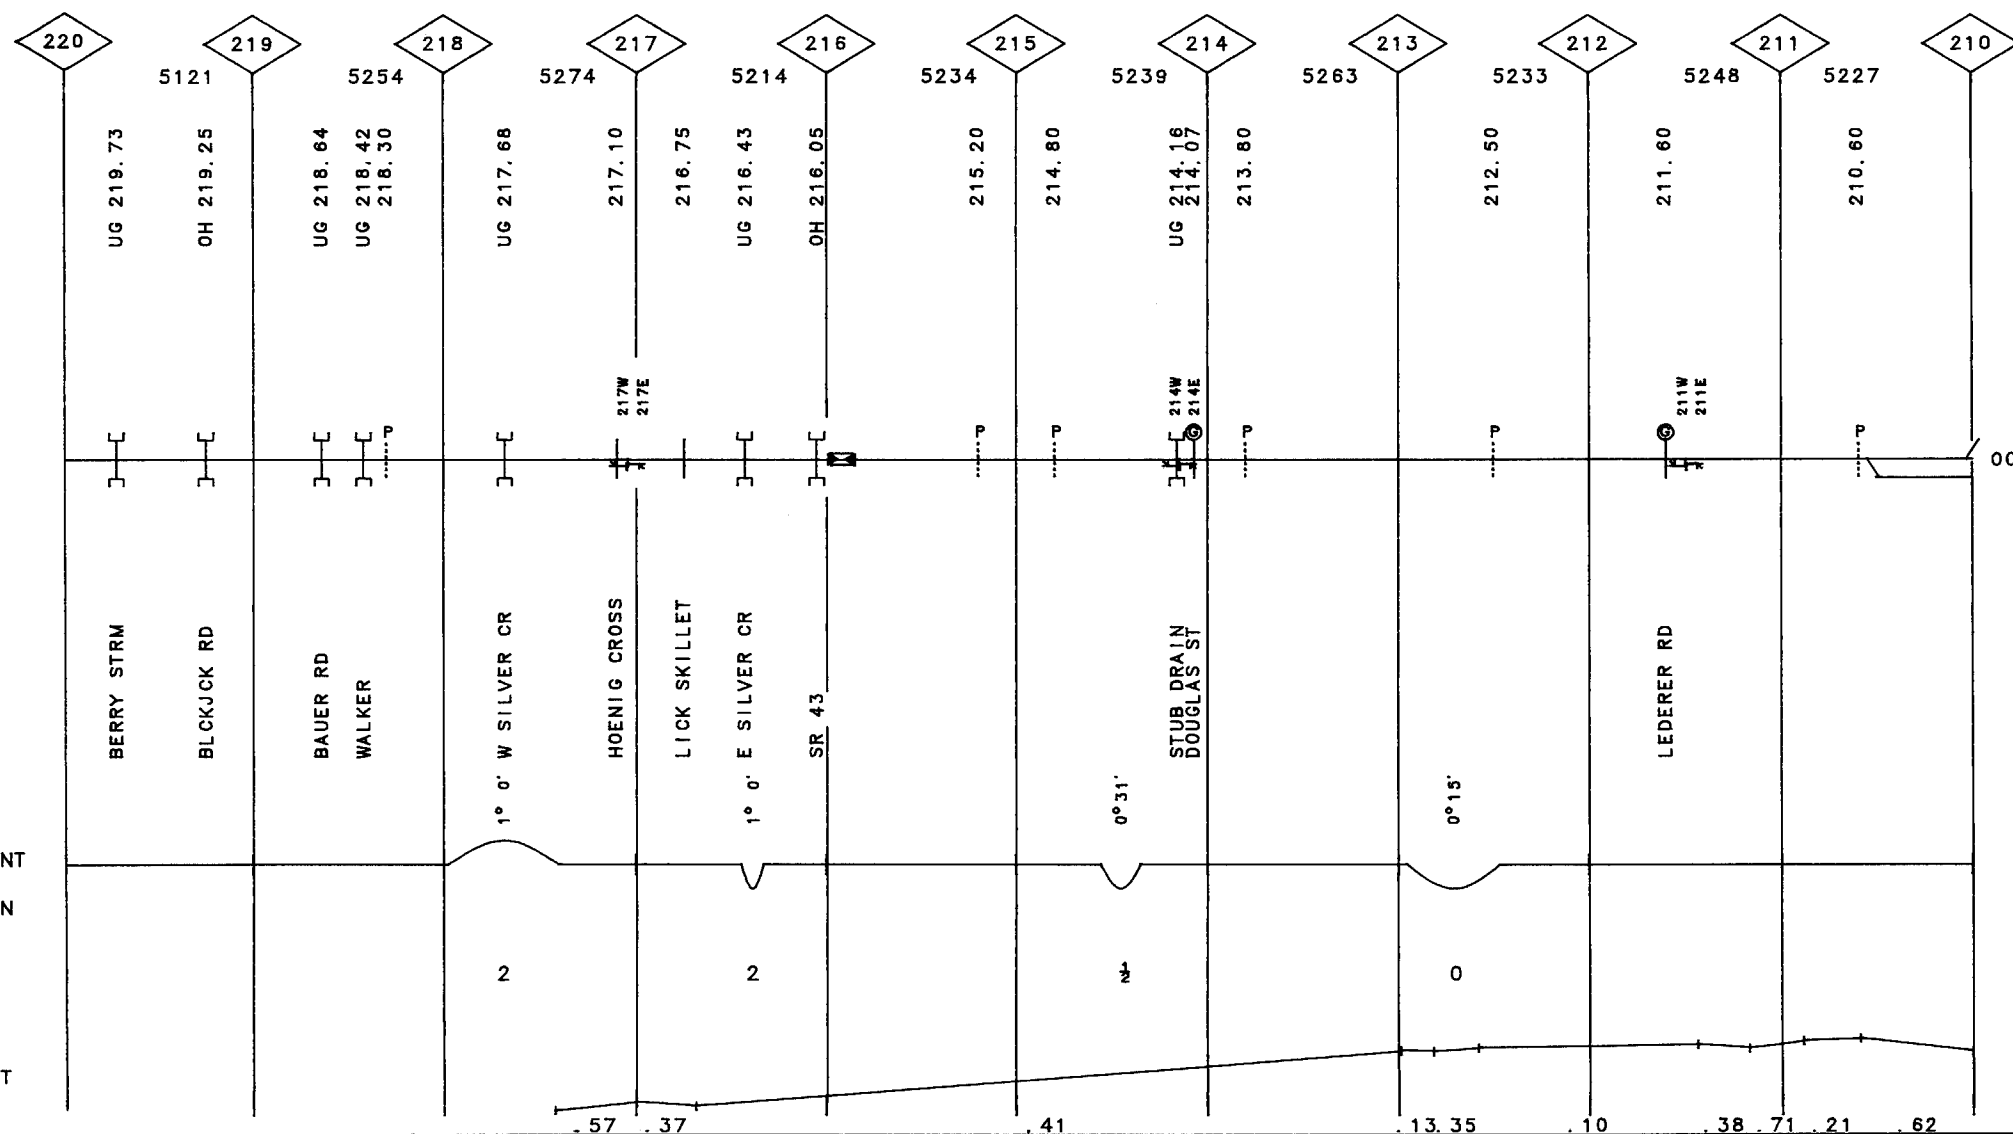 220 219 218 217 216 215 214 213 212 211 210
5121 5254 5274 5214 5234 5239 5263 5233 5248 5227
UG 219.73
OH 219.25
UG 218.64
UG 218.42
218.30
UG 217.68
217.10
216.75
UG 216.43
OH 216.05
215.20
214.80
UG 214.16
214.07
213.80
212.50
211.60
210.60
217W
217E
214W
214E
211W
211E
P P P P P P
G G
BERRY STRM
BLCKJCK RD
BAUER RD
WALKER
W SILVER CR
HOENIG CROSS
LICK SKILLET
E SILVER CR
SR 43
STUB DRAIN
DOUGLAS ST
LEDERER RD
1° 0'
1° 0'
0°31'
0°15'
NT
N
2 2 ½ 0
T
.57 .37 .41 .13 .35 .10 .38 .71 .21 .62